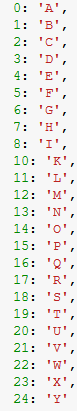 0: 'A',
1: 'B',
2: 'C',
3: 'D',
4: 'E',
5: 'F',
6: 'G',
7: 'H',
8: 'I',
10: 'K',
11: 'L',
12: 'M',
13: 'N',
14: 'O',
15: 'P',
16: 'Q',
17: 'R',
18: 'S',
19: 'T',
20: 'U',
21: 'V',
22: 'W',
23: 'X',
24: 'Y'